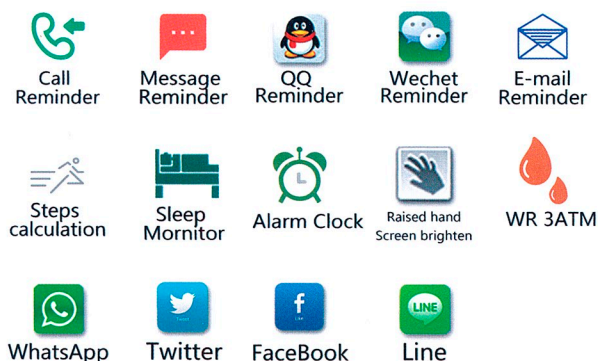 Call
Reminder
Message
Reminder
QQ
Reminder
Wechet
Reminder
E-mail
Reminder
Steps
calculation
Sleep
Mornitor
Alarm Clock
Raised hand
Screen brighten
WR 3ATM
WhatsApp
Twitter
f
FaceBook
LINE
Line